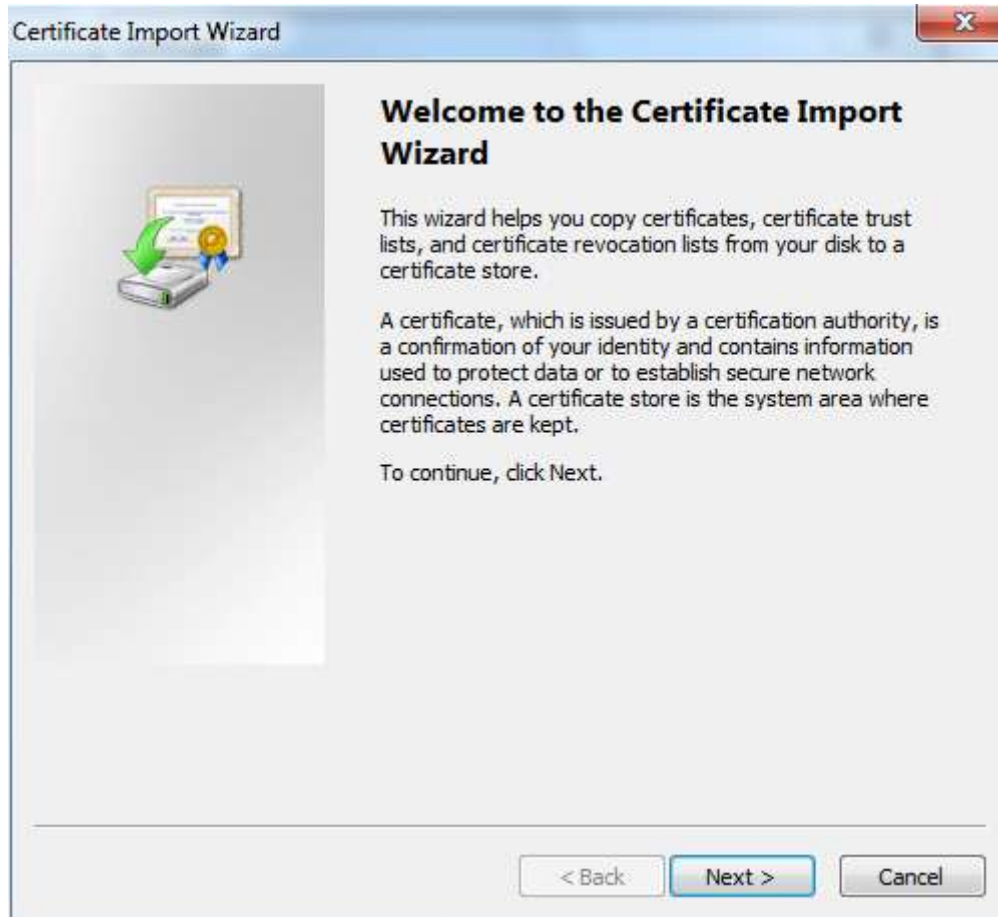 Certificate Import Wizard
Welcome to the Certificate Import
Wizard
This wizard helps you copy certificates, certificate trust
lists, and certificate revocation lists from your disk to a
certificate store.
A certificate, which is issued by a certification authority, is
a confirmation of your identity and contains information
used to protect data or to establish secure network
connections. A certificate store is the system area where
certificates are kept.
To continue, click Next.
< Back Next > Cancel